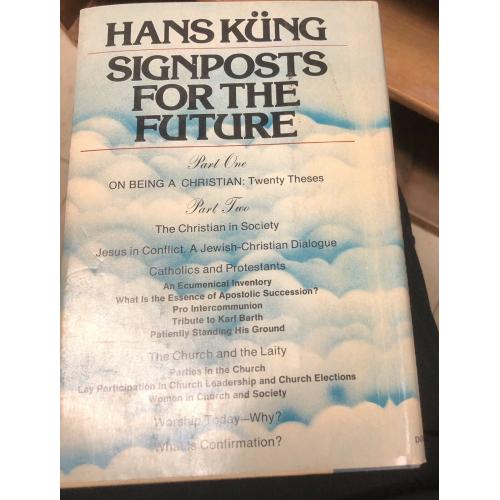 HANS KÜNG
SIGNPOSTS
FOR THE
FUTURE
Part One
ON BEING A CHRISTIAN: Twenty Theses
Part Two
The Christian in Society
Jesus in Conflict. A Jewish-Christian Dialogue
Catholics and Protestants
An Ecumenical Inventory
What Is the Essence of Apostolic Succession?
Pro Intercommunion
Tribute to Karl Barth
Patiently Standing His Ground
The Church and the Laity
Parties in the Church
Lay Participation in Church Leadership and Church Elections
Women in Church and Society
Worship Today—Why?
What Is Confirmation?